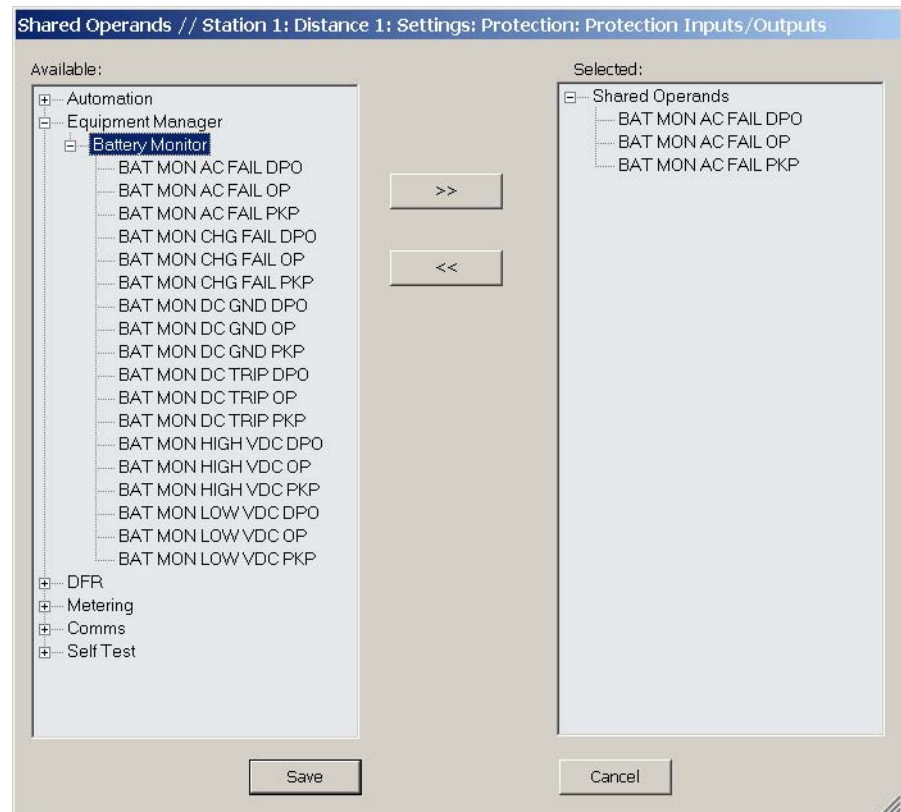 Shared Operands // Station 1: Distance 1: Settings: Protection: Protection Inputs/Outputs
Available:
Automation
Equipment Manager
Battery Monitor
BAT MON AC FAIL DPO
BAT MON AC FAIL OP
BAT MON AC FAIL PKP
BAT MON CHG FAIL DPO
BAT MON CHG FAIL OP
BAT MON CHG FAIL PKP
BAT MON DC GND DPO
BAT MON DC GND OP
BAT MON DC GND PKP
BAT MON DC TRIP DPO
BAT MON DC TRIP OP
BAT MON DC TRIP PKP
BAT MON HIGH VDC DPO
BAT MON HIGH VDC OP
BAT MON HIGH VDC PKP
BAT MON LOW VDC DPO
BAT MON LOW VDC OP
BAT MON LOW VDC PKP
DFR
Metering
Comms
Self Test
>>
<<
Selected:
Shared Operands
BAT MON AC FAIL DPO
BAT MON AC FAIL OP
BAT MON AC FAIL PKP
Save
Cancel